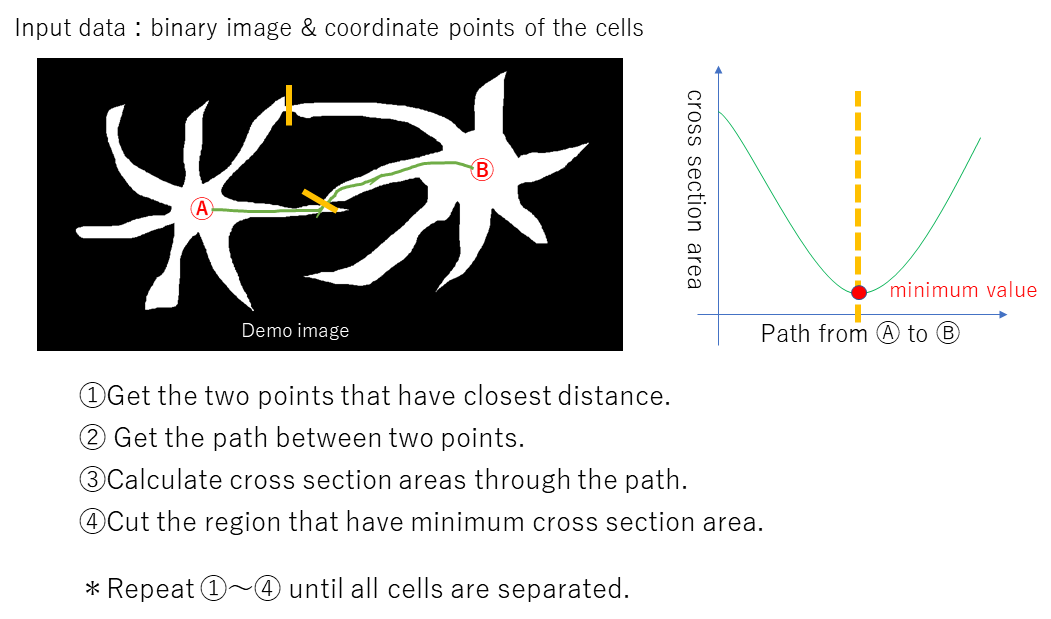 Input data : binary image & coordinate points of the cells
Ⓐ
Ⓑ
Demo image
cross section area
minimum value
Path from Ⓐ to Ⓑ
①Get the two points that have closest distance.
② Get the path between two points.
③Calculate cross section areas through the path.
④Cut the region that have minimum cross section area.
＊Repeat ①～④ until all cells are separated.